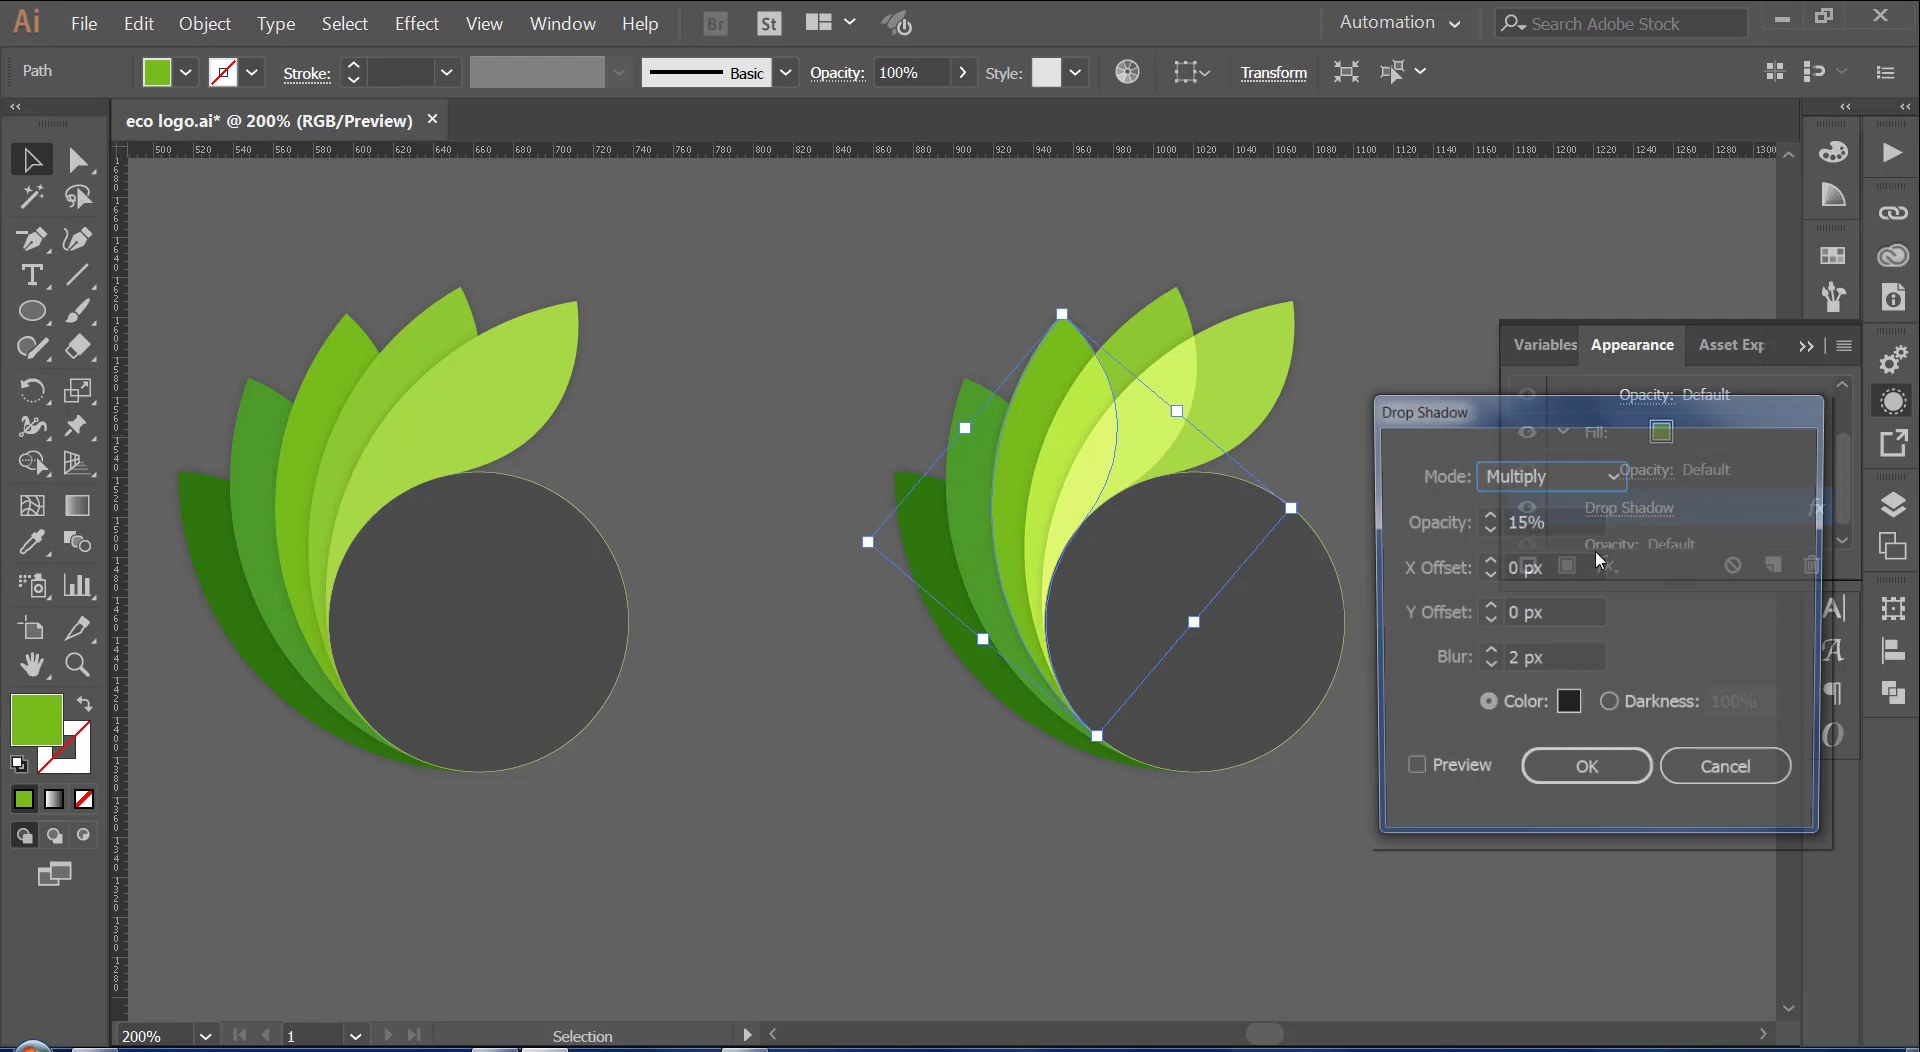 Ai File Edit Object Type Select Effect View Window Help Br St Automation Search Adobe Stock
Path Stroke: Basic Opacity: 100% Style: Transform
eco logo.ai* @ 200% (RGB/Preview)
500 520 540 560 580 600 620 640 660 680 700 720 740 760 780 800 820 840 860 880 900 920 940 960 980 1000 1020 1040 1060 1080 1100 1120 1140 1160 1180 1200 1220 1240 1260 1280 1300
Variables Appearance Asset Exp
Opacity: Default
Fill:
Opacity: Default
Drop Shadow fx
Opacity: Default
Drop Shadow
Mode: Multiply
Opacity: 15%
X Offset: 0 px
Y Offset: 0 px
Blur: 2 px
Color: Darkness: 100%
Preview OK Cancel
200% 1 Selection